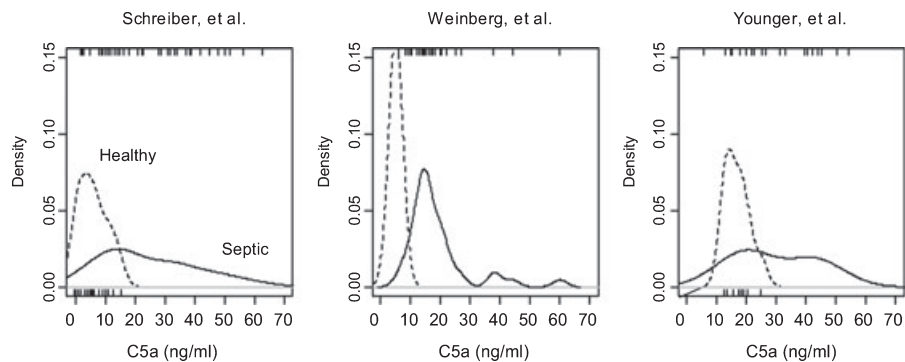 Schreiber, et al.
Weinberg, et al.
Younger, et al.
Density
0.15
0.10
0.05
0.00
Healthy
Septic
0 10 20 30 40 50 60 70
C5a (ng/ml)
Density
0.15
0.10
0.05
0.00
0 10 20 30 40 50 60 70
C5a (ng/ml)
Density
0.15
0.10
0.05
0.00
0 10 20 30 40 50 60 70
C5a (ng/ml)